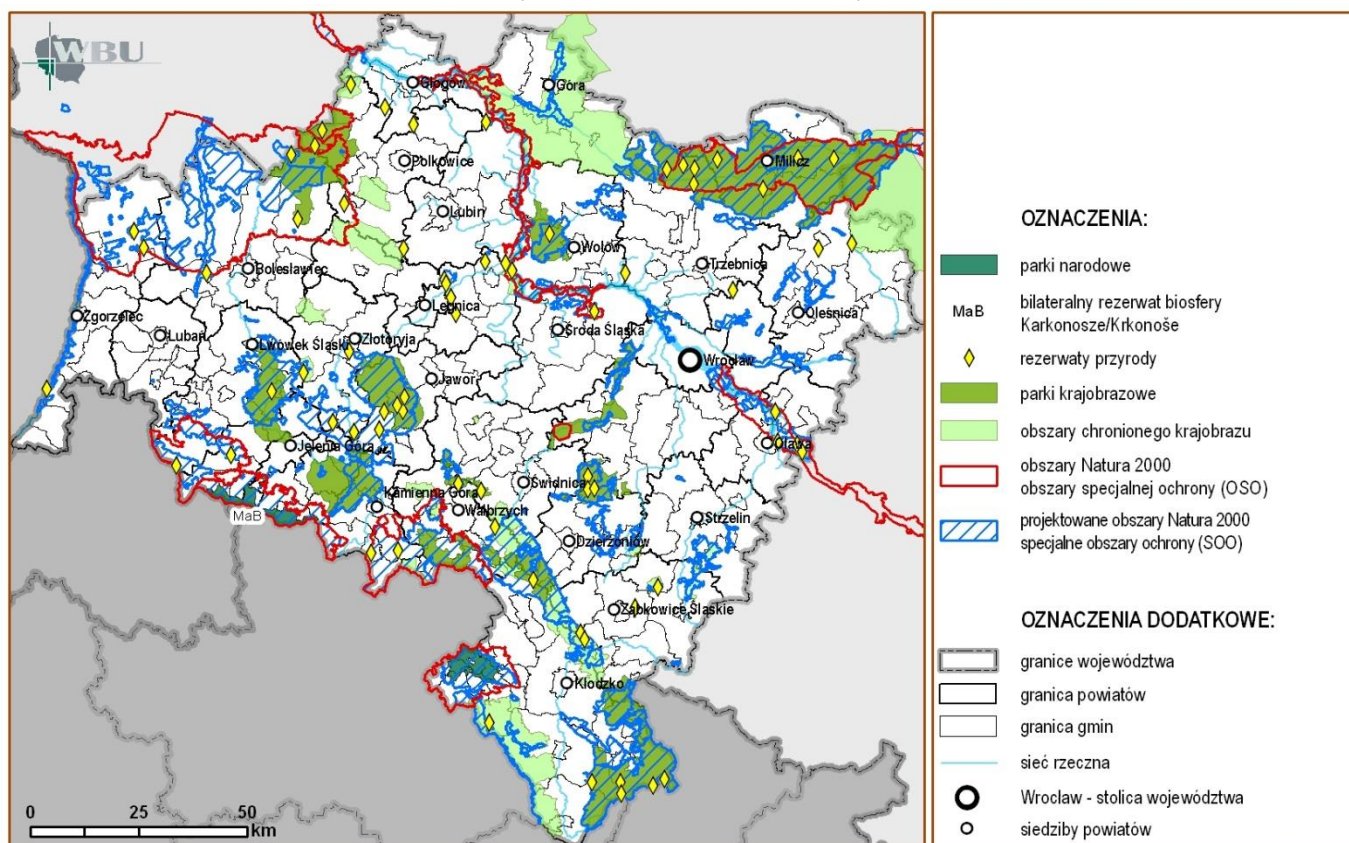 WBU
Głogów
Góra
Polkowice
Milicz
Lubin
Wołów
Trzebnica
Bolesławiec
Legnica
Oleśnica
Zgorzelec
Środa Śląska
Lubań
Złotoryja
Lwówek Śląski
Wrocław
Jawor
Jelenia Góra
Oława
Świdnica
Kamienna Góra
Wałbrzych
MaB
Strzelin
Dzierżoniów
Ząbkowice Śląskie
Kłodzko
0 25 50
km
OZNACZENIA:
parki narodowe
MaB bilateralny rezerwat biosfery
Karkonosze/Krkonoše
rezerwaty przyrody
parki krajobrazowe
obszary chronionego krajobrazu
obszary Natura 2000
obszary specjalnej ochrony (OSO)
projektowane obszary Natura 2000
specjalne obszary ochrony (SOO)
OZNACZENIA DODATKOWE:
granice województwa
granica powiatów
granica gmin
sieć rzeczna
Wrocław - stolica województwa
siedziby powiatów